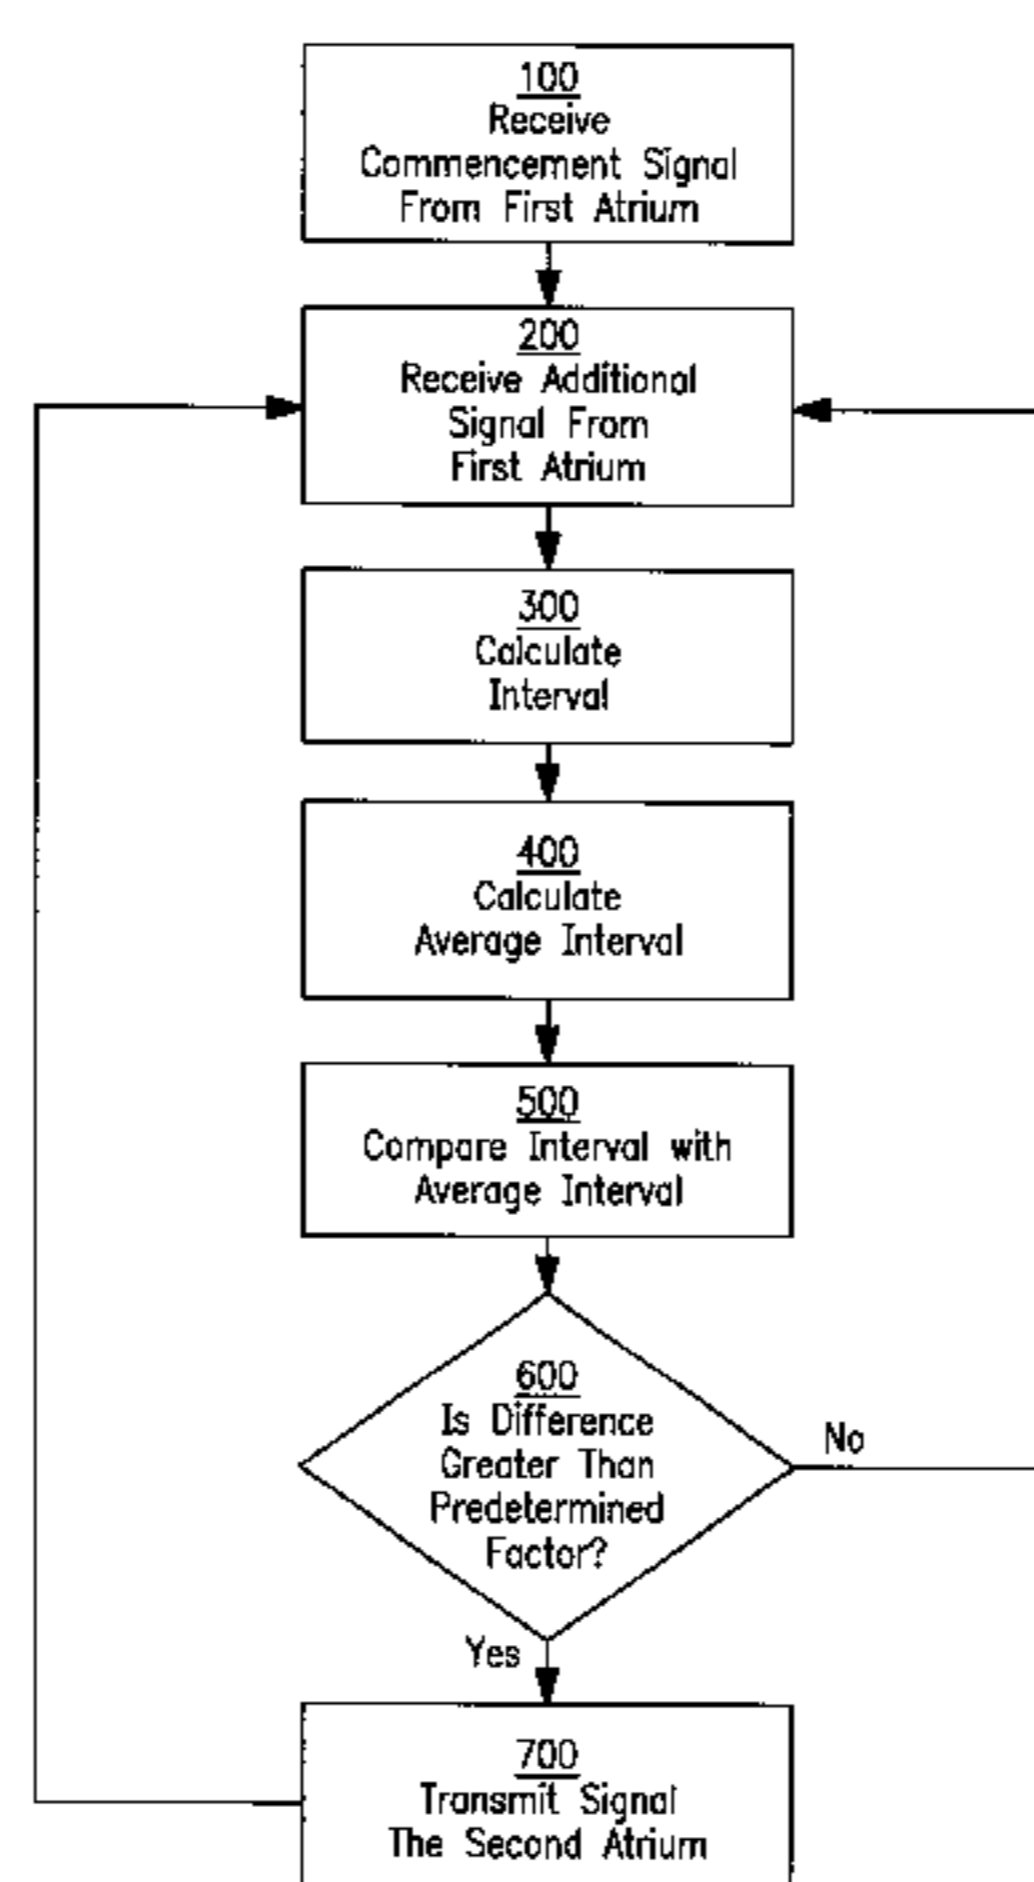 100
Receive
Commencement Signal
From First Atrium
200
Receive Additional
Signal From
First Atrium
300
Calculate
Interval
400
Calculate
Average Interval
500
Compare Interval with
Average Interval
600
Is Difference
Greater Than
Predetermined
Factor?
No
Yes
700
Transmit Signal
The Second Atrium